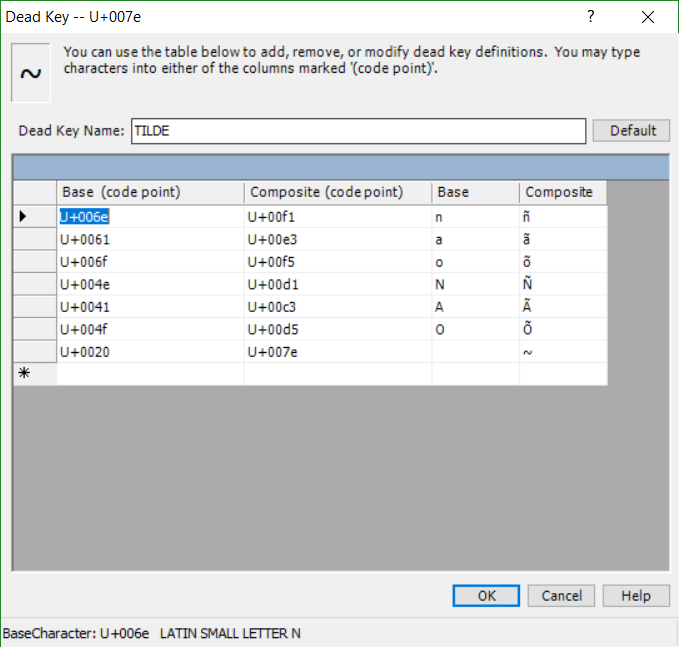 Dead Key -- U+007e
?
~
You can use the table below to add, remove, or modify dead key definitions.  You may type
characters into either of the columns marked '(code point)'.
Dead Key Name: TILDE Default
Base  (code point) Composite (code point) Base Composite
U+006e U+00f1 n ñ
U+0061 U+00e3 a ã
U+006f U+00f5 o õ
U+004e U+00d1 N Ñ
U+0041 U+00c3 A Ã
U+004f U+00d5 O Õ
U+0020 U+007e ~
OK Cancel Help
BaseCharacter: U+006e   LATIN SMALL LETTER N